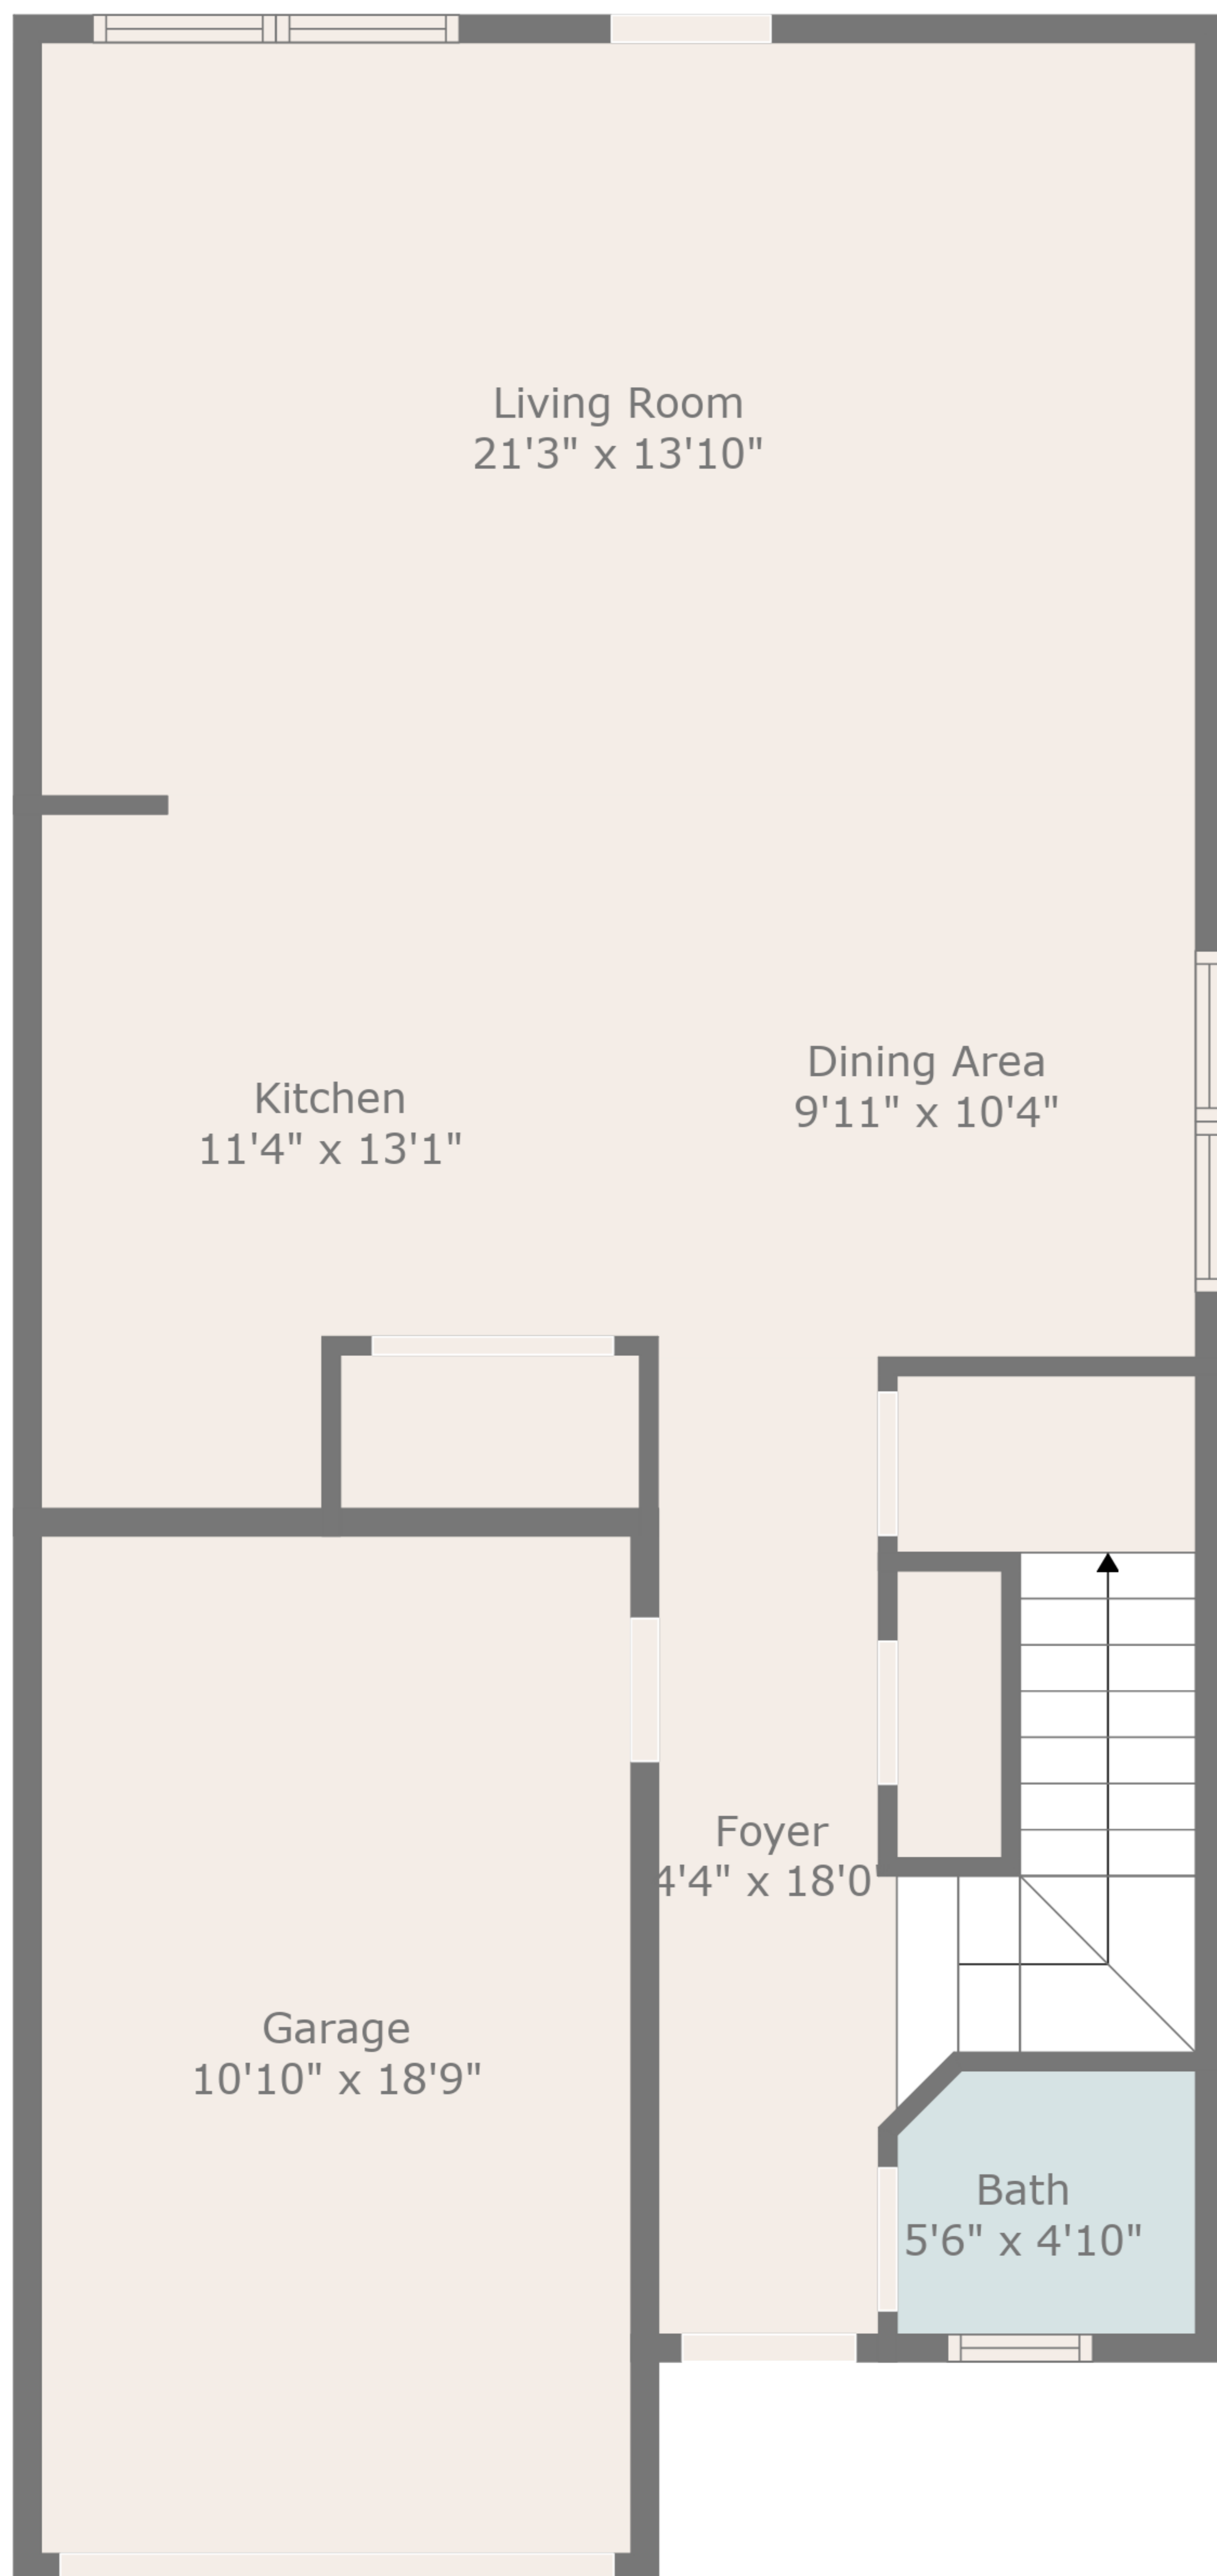 Living Room
21'3" x 13'10"
Dining Area
9'11" x 10'4"
Kitchen
11'4" x 13'1"
Foyer
4'4" x 18'0"
Garage
10'10" x 18'9"
Bath
5'6" x 4'10"